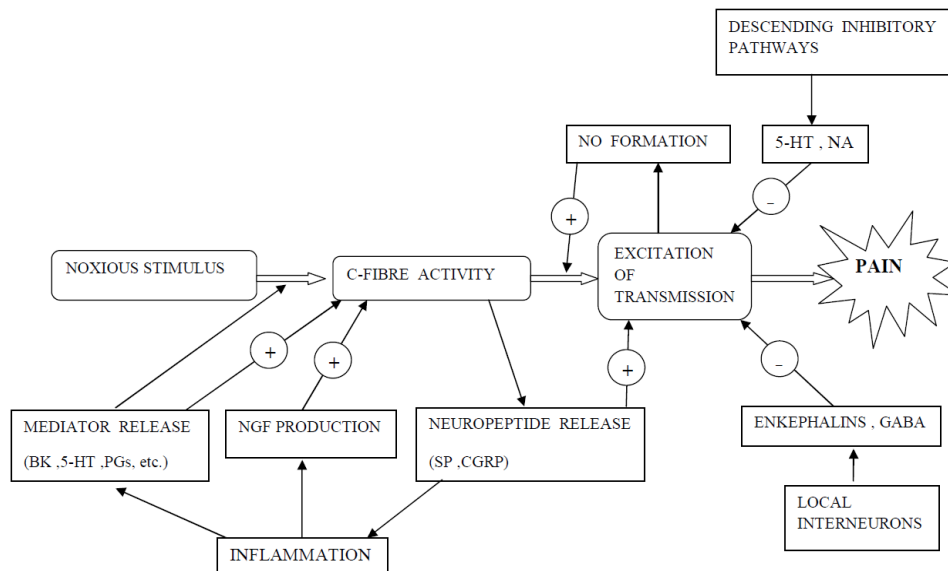 DESCENDING INHIBITORY
PATHWAYS
NO FORMATION
5-HT , NA
+
–
NOXIOUS STIMULUS
C-FIBRE ACTIVITY
EXCITATION
OF
TRANSMISSION
PAIN
+
+
+
–
MEDIATOR RELEASE
(BK ,5-HT ,PGs, etc.)
NGF PRODUCTION
NEUROPEPTIDE RELEASE
(SP ,CGRP)
ENKEPHALINS , GABA
LOCAL
INTERNEURONS
INFLAMMATION